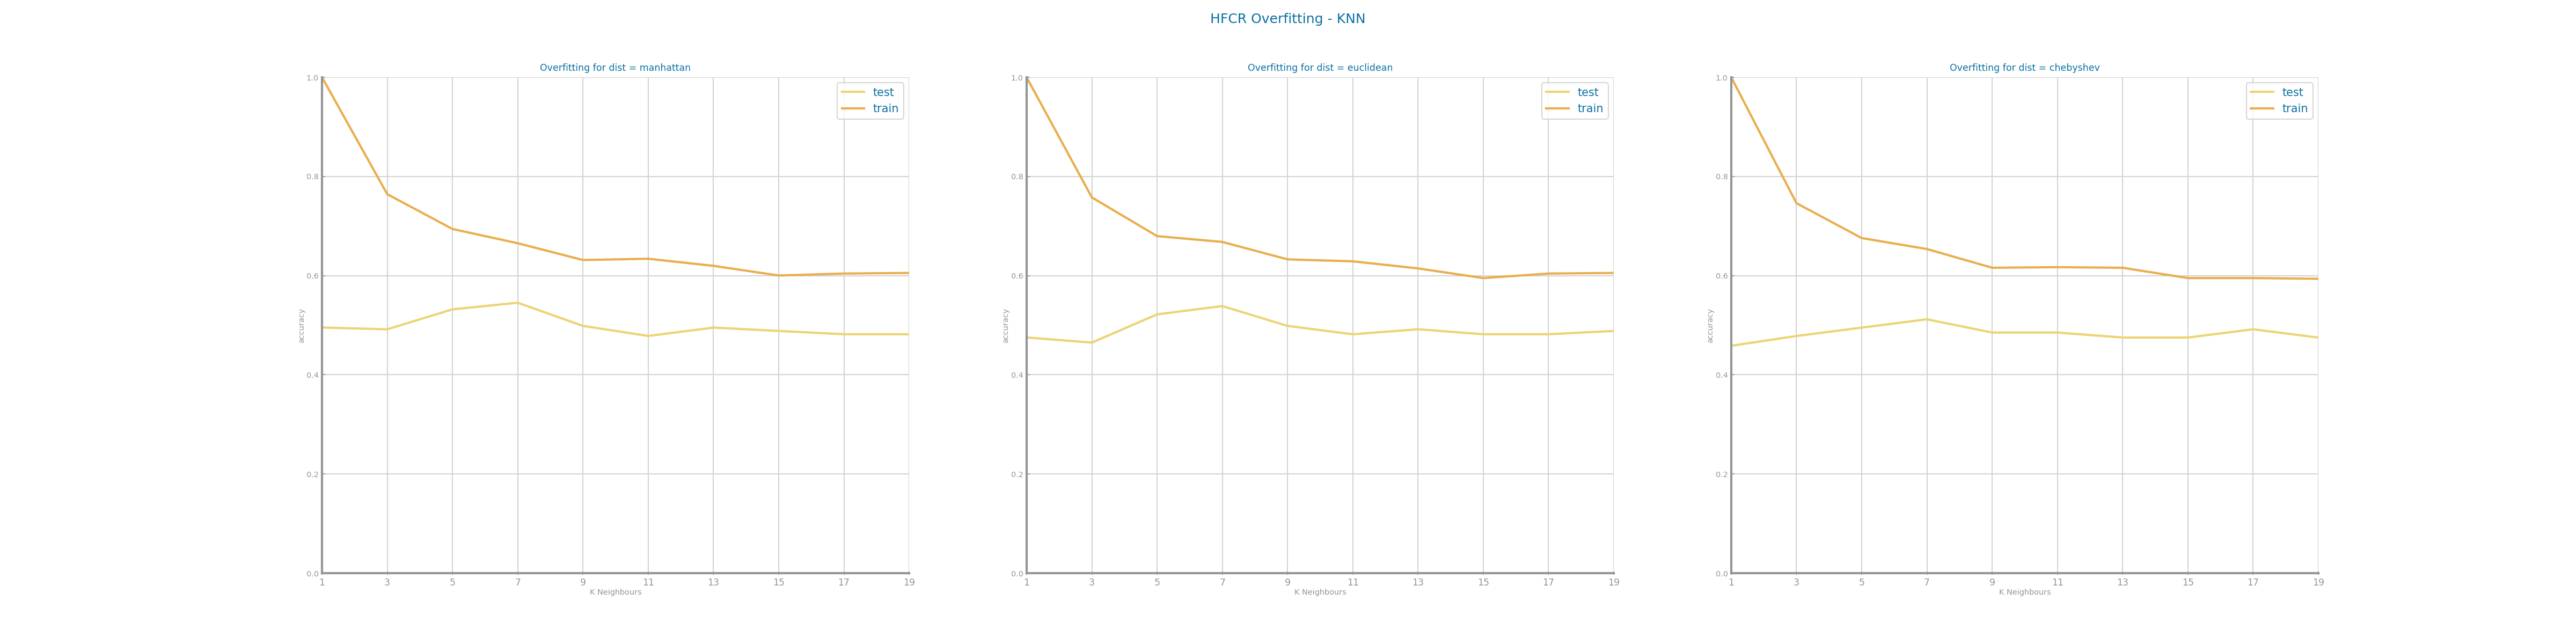 HFCR Overfitting - KNN
Overfitting for dist = manhattan
1.0
0.8
0.6
0.4
0.2
0.0
accuracy
test
train
1 3 5 7 9 11 13 15 17 19
K Neighbours
Overfitting for dist = euclidean
1.0
0.8
0.6
0.4
0.2
0.0
accuracy
test
train
1 3 5 7 9 11 13 15 17 19
K Neighbours
Overfitting for dist = chebyshev
1.0
0.8
0.6
0.4
0.2
0.0
accuracy
test
train
1 3 5 7 9 11 13 15 17 19
K Neighbours